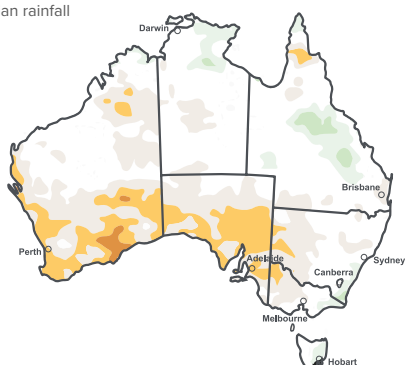 an rainfall
Darwin
Brisbane
Perth
Adelaide
Sydney
Canberra
Melbourne
Hobart